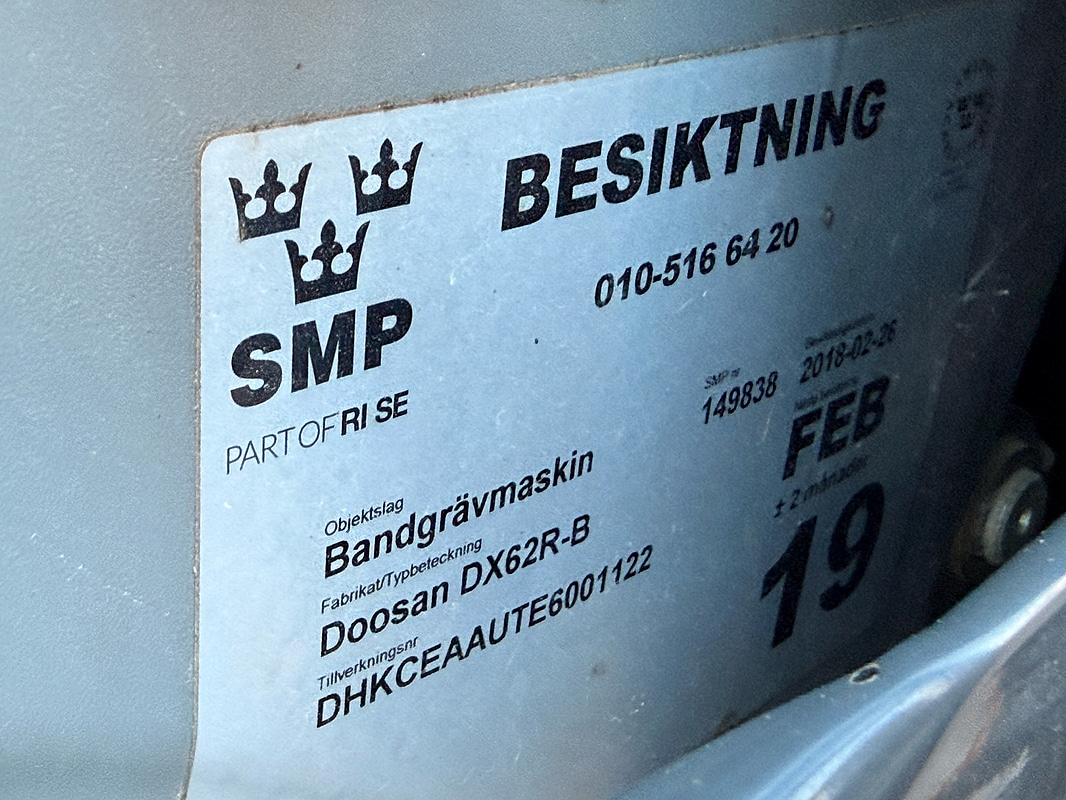 BESIKTNING
010-516 64 20
SMP
PART OF RI SE
SMP nr
149838
2018-02-26
FEB
± 2 månader
19
Objektslag
Bandgrävmaskin
Fabrikat/Typbeteckning
Doosan DX62R-B
Tillverkningsnr
DHKCEAAUTE6001122